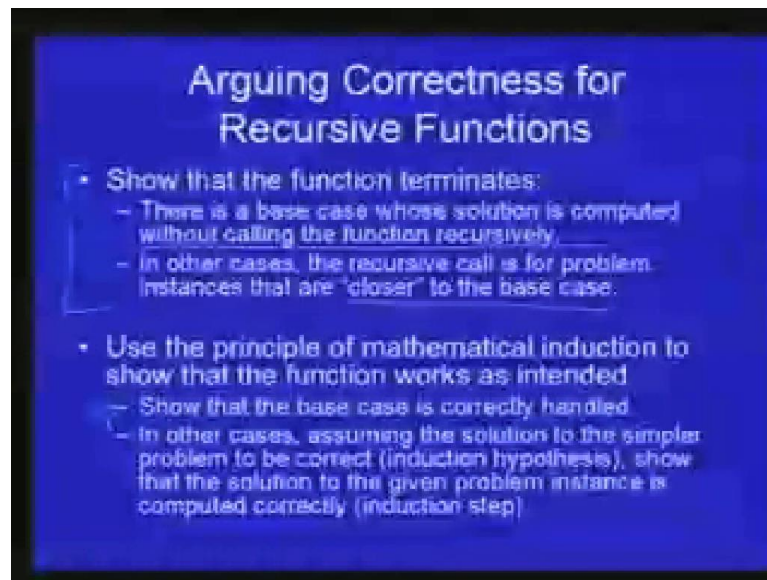 Arguing Correctness for
Recursive Functions
• Show that the function terminates:
– There is a base case whose solution is computed
without calling the function recursively.
– In other cases, the recursive call is for problem
instances that are "closer" to the base case.
• Use the principle of mathematical induction to
show that the function works as intended
– Show that the base case is correctly handled
– In other cases, assuming the solution to the simpler
problem to be correct (induction hypothesis), show
that the solution to the given problem instance is
computed correctly (induction step)